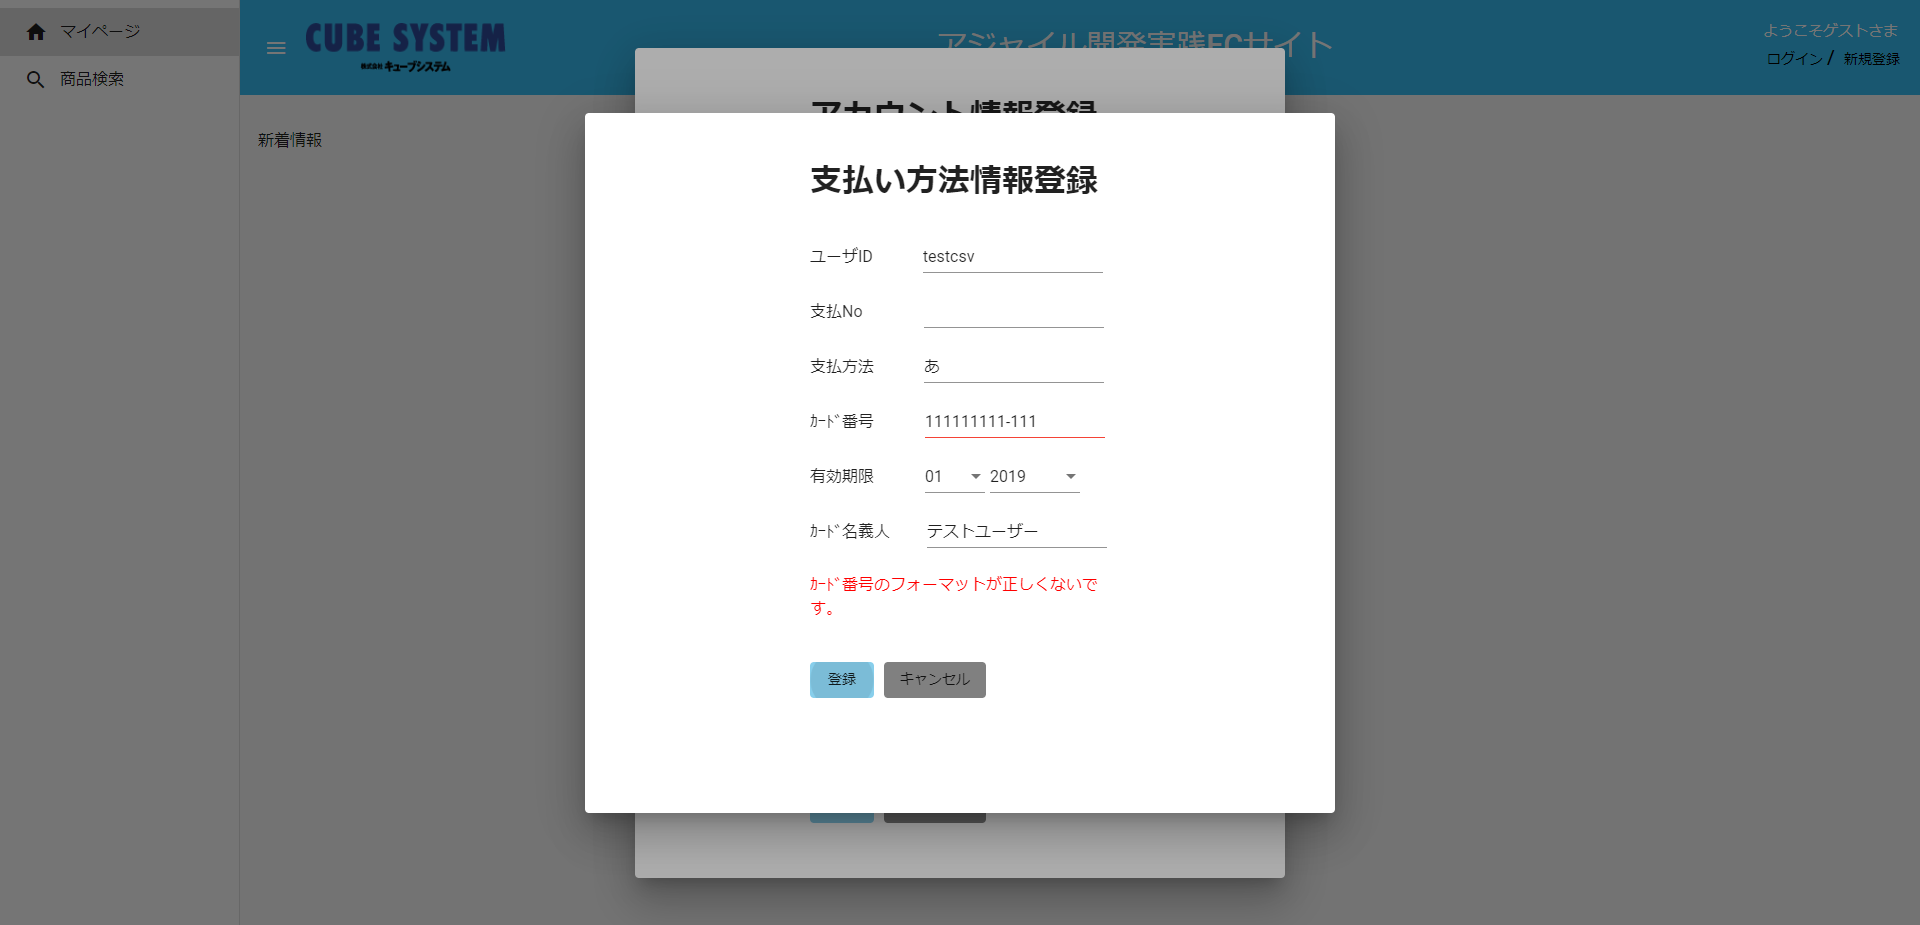 マイページ
商品検索
CUBE SYSTEM
株式会社 キューブシステム
アジャイル開発実践ECサイト
ようこそゲストさま
ログイン / 新規登録
新着情報
アカウント情報登録
支払い方法情報登録
ユーザID testcsv
支払No
支払方法 あ
ｶｰﾄﾞ番号 111111111-111
有効期限 01 2019
ｶｰﾄﾞ名義人 テストユーザー
ｶｰﾄﾞ番号のフォーマットが正しくないで
す。
登録 キャンセル